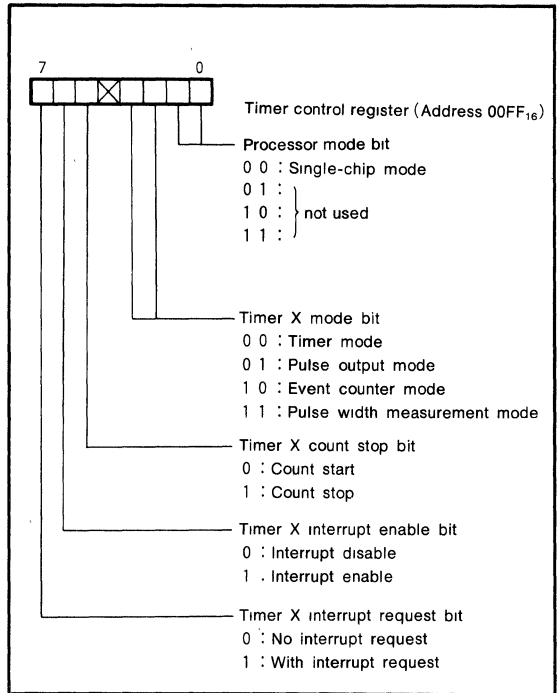 7 0
Timer control register (Address 00FF₁₆)
Processor mode bit
0 0 : Single-chip mode
0 1 :
1 0 : not used
1 1 :
Timer X mode bit
0 0 : Timer mode
0 1 : Pulse output mode
1 0 : Event counter mode
1 1 : Pulse width measurement mode
Timer X count stop bit
0 : Count start
1 : Count stop
Timer X interrupt enable bit
0 : Interrupt disable
1 . Interrupt enable
Timer X interrupt request bit
0 : No interrupt request
1 : With interrupt request